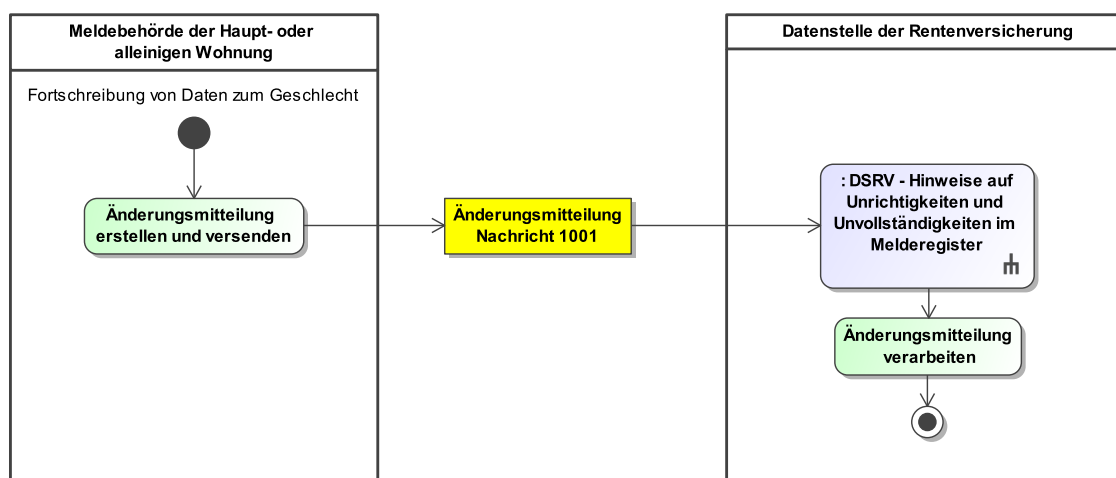 Meldebehörde der Haupt- oder
alleinigen Wohnung
Fortschreibung von Daten zum Geschlecht
Änderungsmitteilung
erstellen und versenden
Änderungsmitteilung
Nachricht 1001
Datenstelle der Rentenversicherung
: DSRV - Hinweise auf
Unrichtigkeiten und
Unvollständigkeiten im
Melderegister
Änderungsmitteilung
verarbeiten